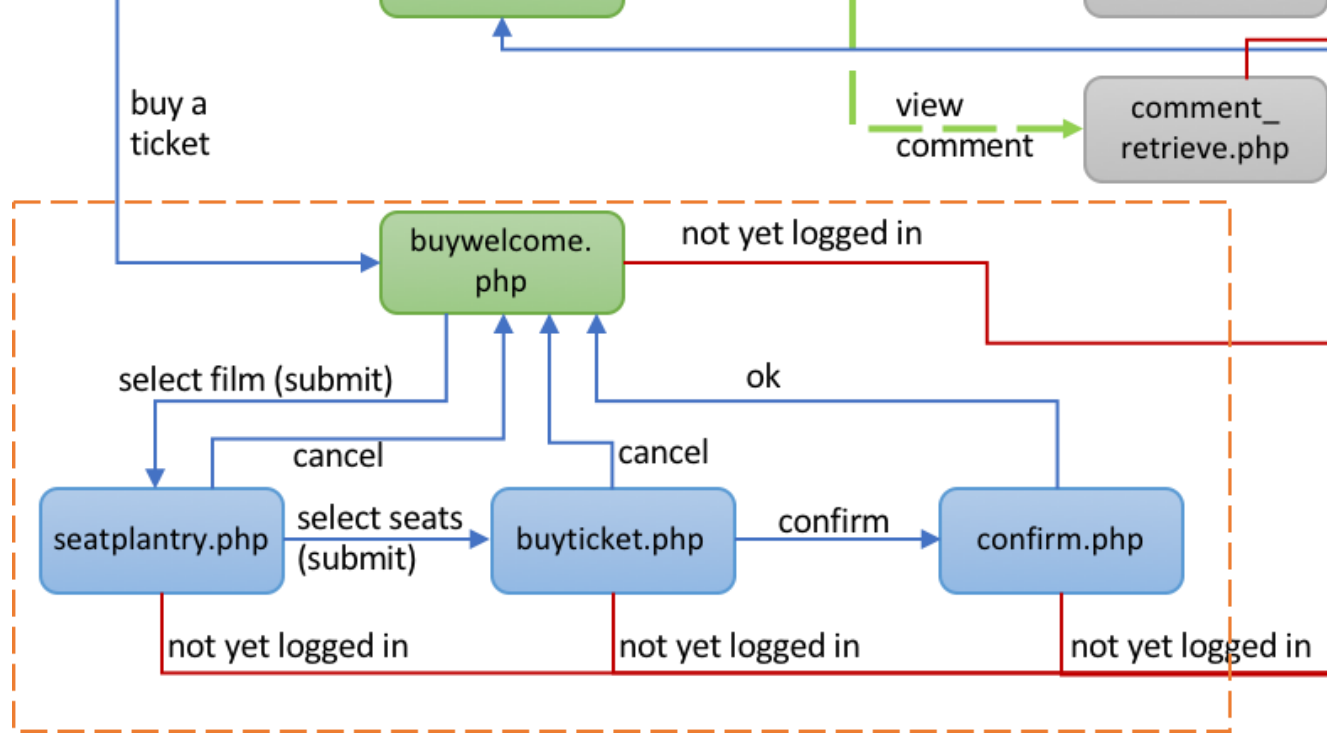 buy a
ticket
view
comment
comment_
retrieve.php
buywelcome.
php
not yet logged in
select film (submit)
ok
cancel
cancel
seatplantry.php
select seats
(submit)
buyticket.php
confirm
confirm.php
not yet logged in
not yet logged in
not yet logged in